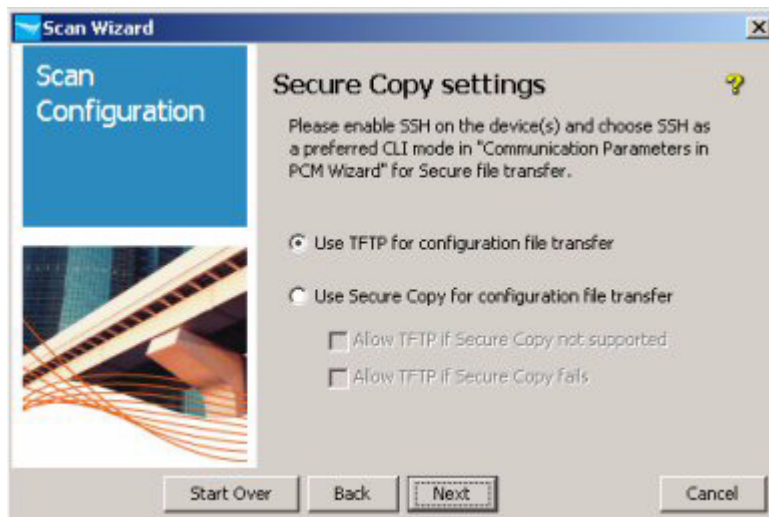 Scan Wizard
Scan
Configuration
Secure Copy settings
Please enable SSH on the device(s) and choose SSH as
a preferred CLI mode in "Communication Parameters in
PCM Wizard" for Secure file transfer.
Use TFTP for configuration file transfer
Use Secure Copy for configuration file transfer
Allow TFTP if Secure Copy not supported
Allow TFTP if Secure Copy fails
Start Over
Back
Next
Cancel